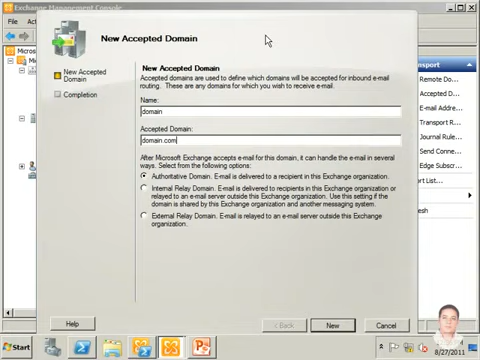 Exchange Management Console
File
Micros
New Accepted Domain
New Accepted
Domain
Completion
New Accepted Domain
Accepted domains are used to define which domains will be accepted for inbound e-mail
routing. These are any domains for which you wish to receive e-mail.
Name:
domain
Accepted Domain:
domain.com
After Microsoft Exchange accepts e-mail for this domain, it can handle the e-mail in several
ways. Select from the following options:
Authoritative Domain. E-mail is delivered to a recipient in this Exchange organization.
Internal Relay Domain. E-mail is delivered to recipients in this Exchange organization or
relayed to an e-mail server outside this Exchange organization. Use this setting if the
domain is shared by this Exchange organization and another messaging system.
External Relay Domain. E-mail is relayed to an e-mail server outside this Exchange
organization.
Help
< Back
New
Cancel
nsport
Remote Do...
Accepted D...
E-mail Addre...
Transport R...
Journal Rule...
Send Conne...
Edge Subscr...
ort List...
esh
Start
8/27/2011